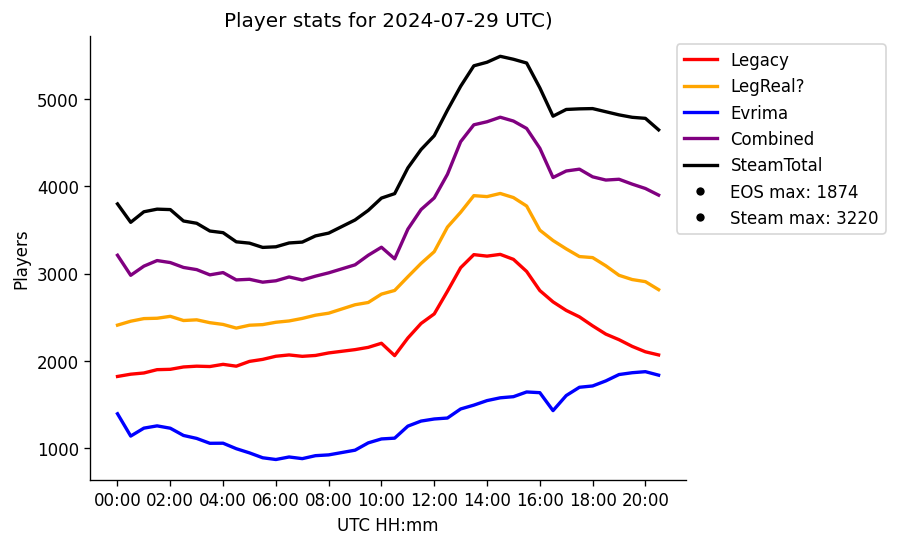 Player stats for 2024-07-29 UTC)
Players
5000
4000
3000
2000
1000
00:00 02:00 04:00 06:00 08:00 10:00 12:00 14:00 16:00 18:00 20:00
UTC HH:mm
Legacy
LegReal?
Evrima
Combined
SteamTotal
EOS max: 1874
Steam max: 3220